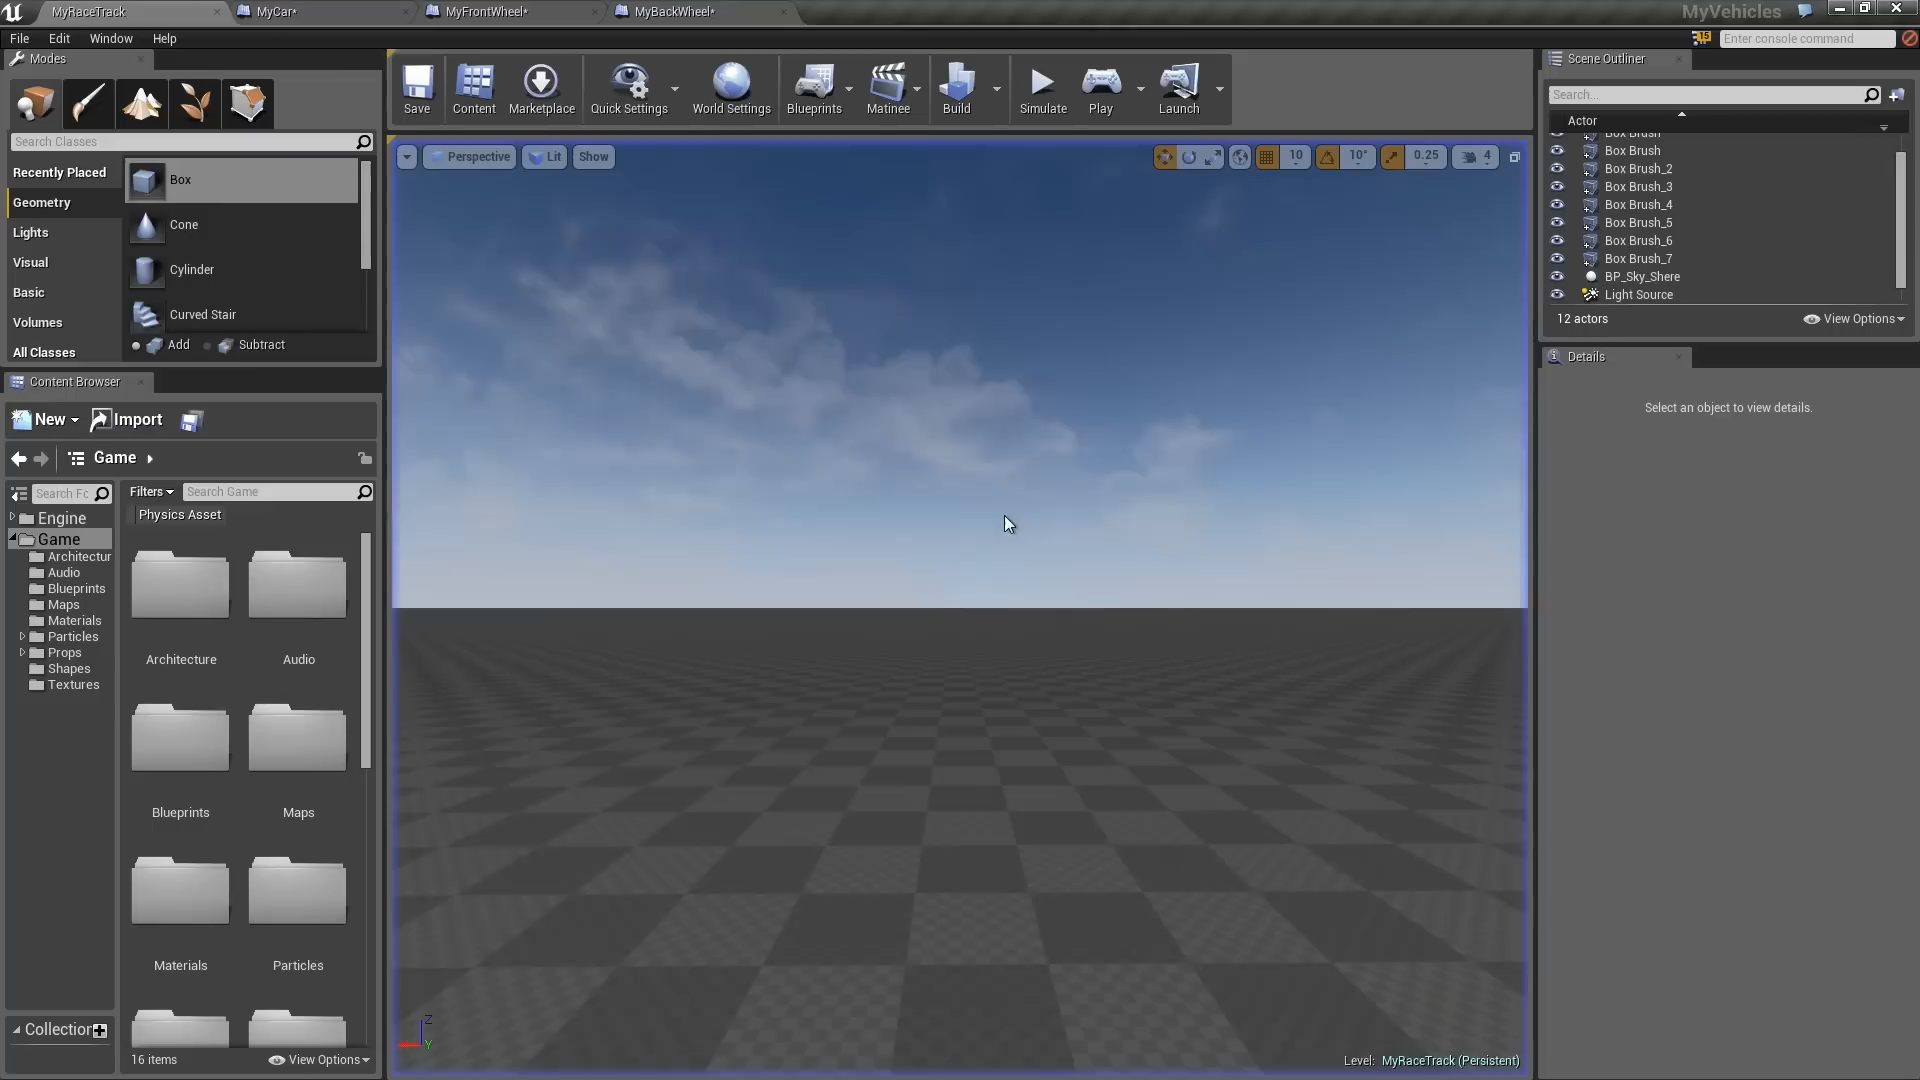 MyRaceTrack
MyCar*
MyFrontWheel*
MyBackWheel*
MyVehicles
File
Edit
Window
Help
15
Enter console command
Modes
Search Classes
Recently Placed
Geometry
Lights
Visual
Basic
Volumes
All Classes
Box
Cone
Cylinder
Curved Stair
Add
Subtract
Save
Content
Marketplace
Quick Settings
World Settings
Blueprints
Matinee
Build
Simulate
Play
Launch
Perspective
Lit
Show
10
10°
0.25
4
Scene Outliner
Search...
Actor
Box Brush
Box Brush
Box Brush_2
Box Brush_3
Box Brush_4
Box Brush_5
Box Brush_6
Box Brush_7
BP_Sky_Shere
Light Source
12 actors
View Options
Details
Select an object to view details.
Content Browser
New
Import
Game
Search Fc
Filters
Search Game
Physics Asset
Engine
Game
Architectur
Audio
Blueprints
Maps
Materials
Particles
Props
Shapes
Textures
Architecture
Audio
Blueprints
Maps
Materials
Particles
Collection
16 items
View Options
Z
Y
Level: MyRaceTrack (Persistent)